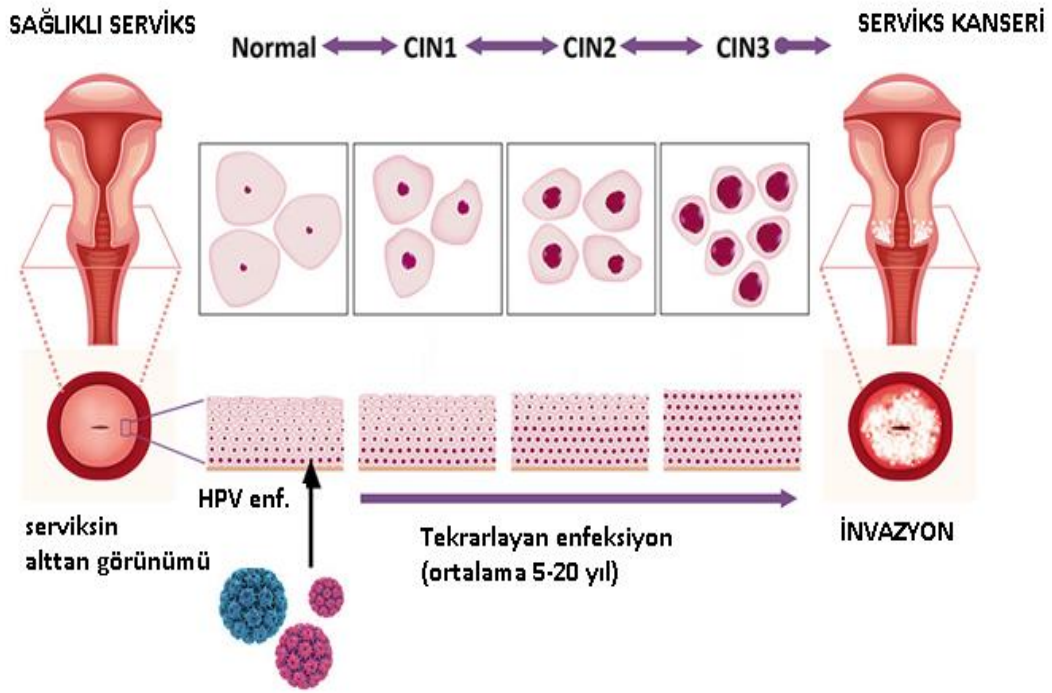 SAĞLIKLI SERVİKS
SERVİKS KANSERİ
Normal CIN1 CIN2 CIN3
HPV enf.
serviksin
alttan görünümü
Tekrarlayan enfeksiyon
(ortalama 5-20 yıl)
İNVAZYON